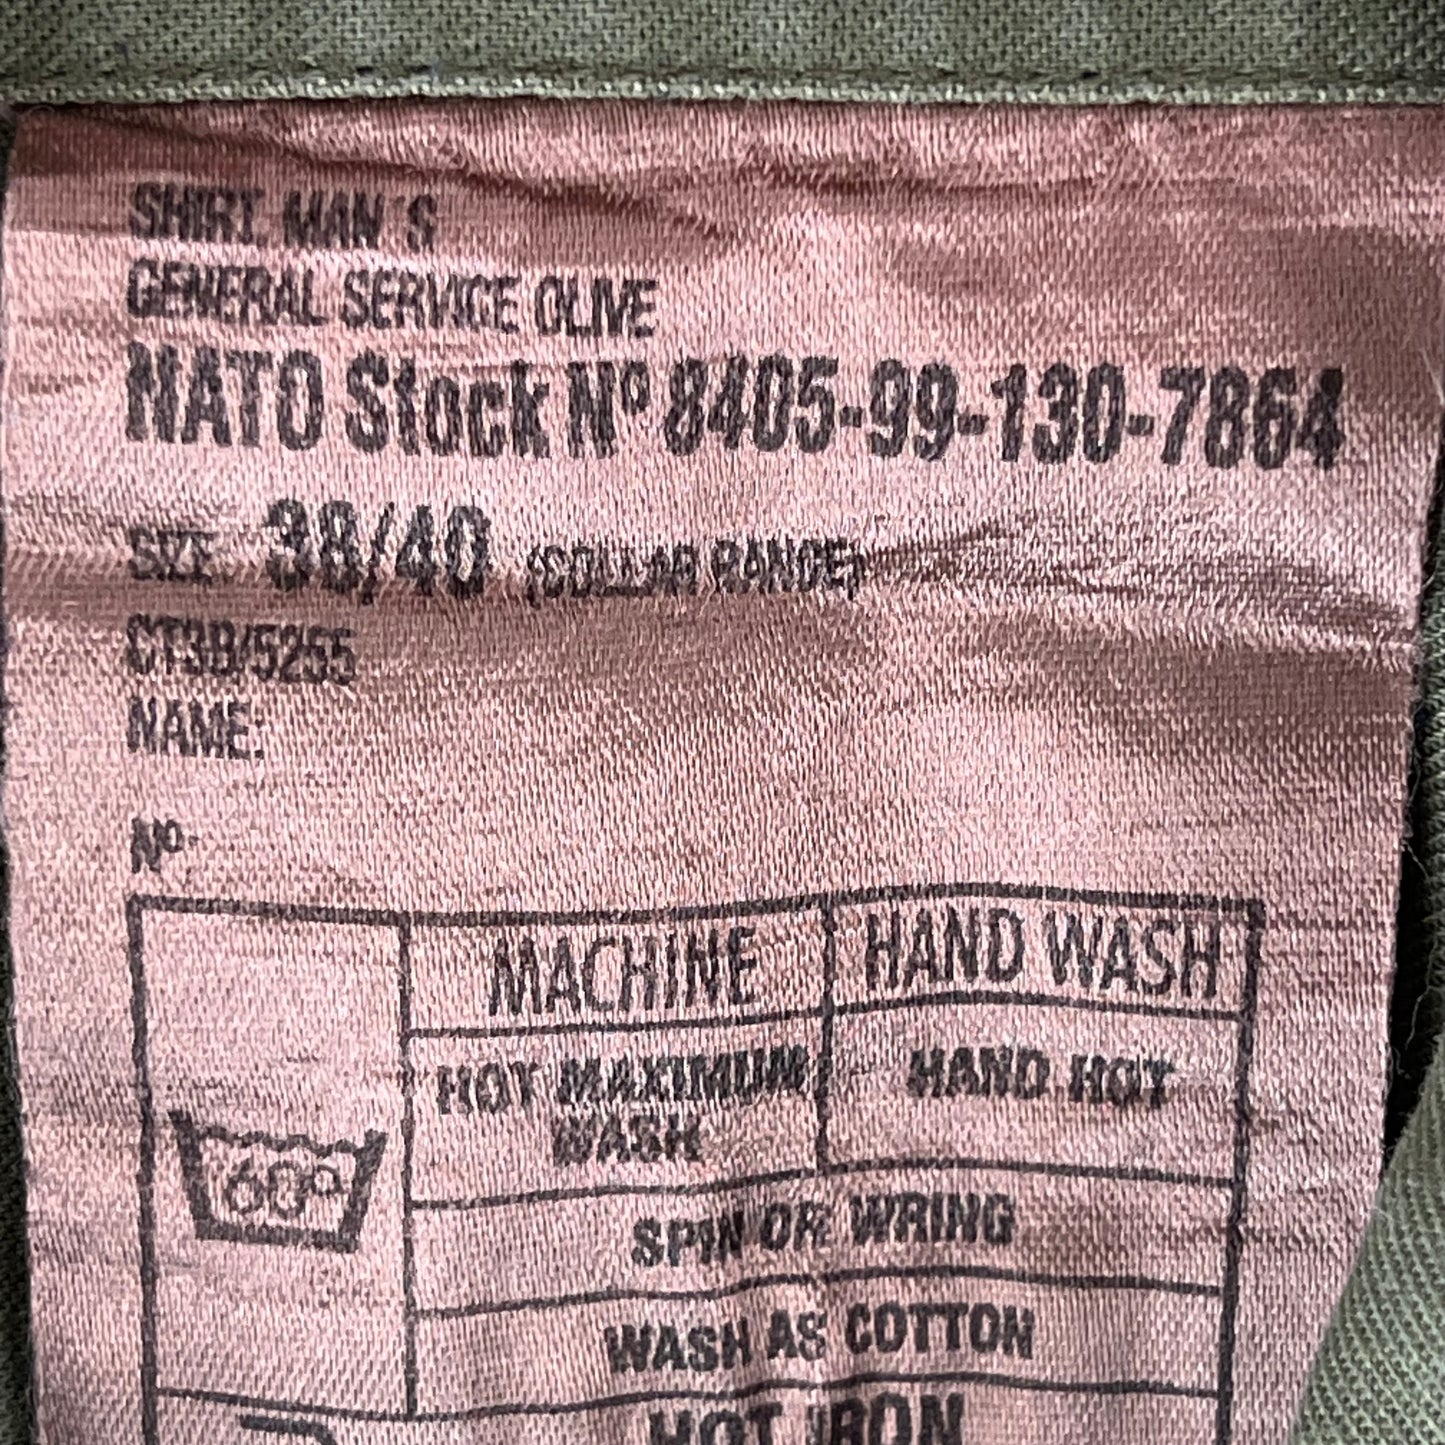 SHIRT, MAN'S
GENERAL SERVICE OLIVE
NATO Stock Nº 8405-99-130-7864
SIZE 38/40 (COLLAR RANGE)
CT3B/5255
NAME:
Nº:
MACHINE HAND WASH
HOT MAXIMUM WASH HAND HOT
60º
SPIN OR WRING
WASH AS COTTON
HOT IRON